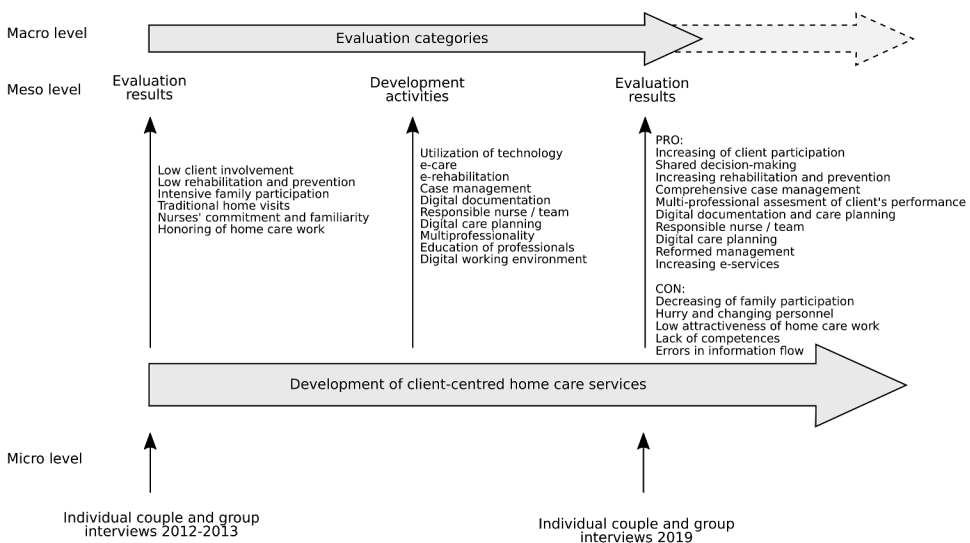 Macro level
Evaluation categories
Meso level
Evaluation
results
Development
activities
Evaluation
results
Low client involvement
Low rehabilitation and prevention
Intensive family participation
Traditional home visits
Nurses' commitment and familiarity
Honoring of home care work
Utilization of technology
e-care
e-rehabilitation
Case management
Digital documentation
Responsible nurse / team
Digital care planning
Multiprofessionality
Education of professionals
Digital working environment
PRO:
Increasing of client participation
Shared decision-making
Increasing rehabilitation and prevention
Comprehensive case management
Multi-professional assesment of client's performance
Digital documentation and care planning
Responsible nurse / team
Digital care planning
Reformed management
Increasing e-services
CON:
Decreasing of family participation
Hurry and changing personnel
Low attractiveness of home care work
Lack of competences
Errors in information flow
Development of client-centred home care services
Micro level
Individual couple and group
interviews 2012-2013
Individual couple and group
interviews 2019